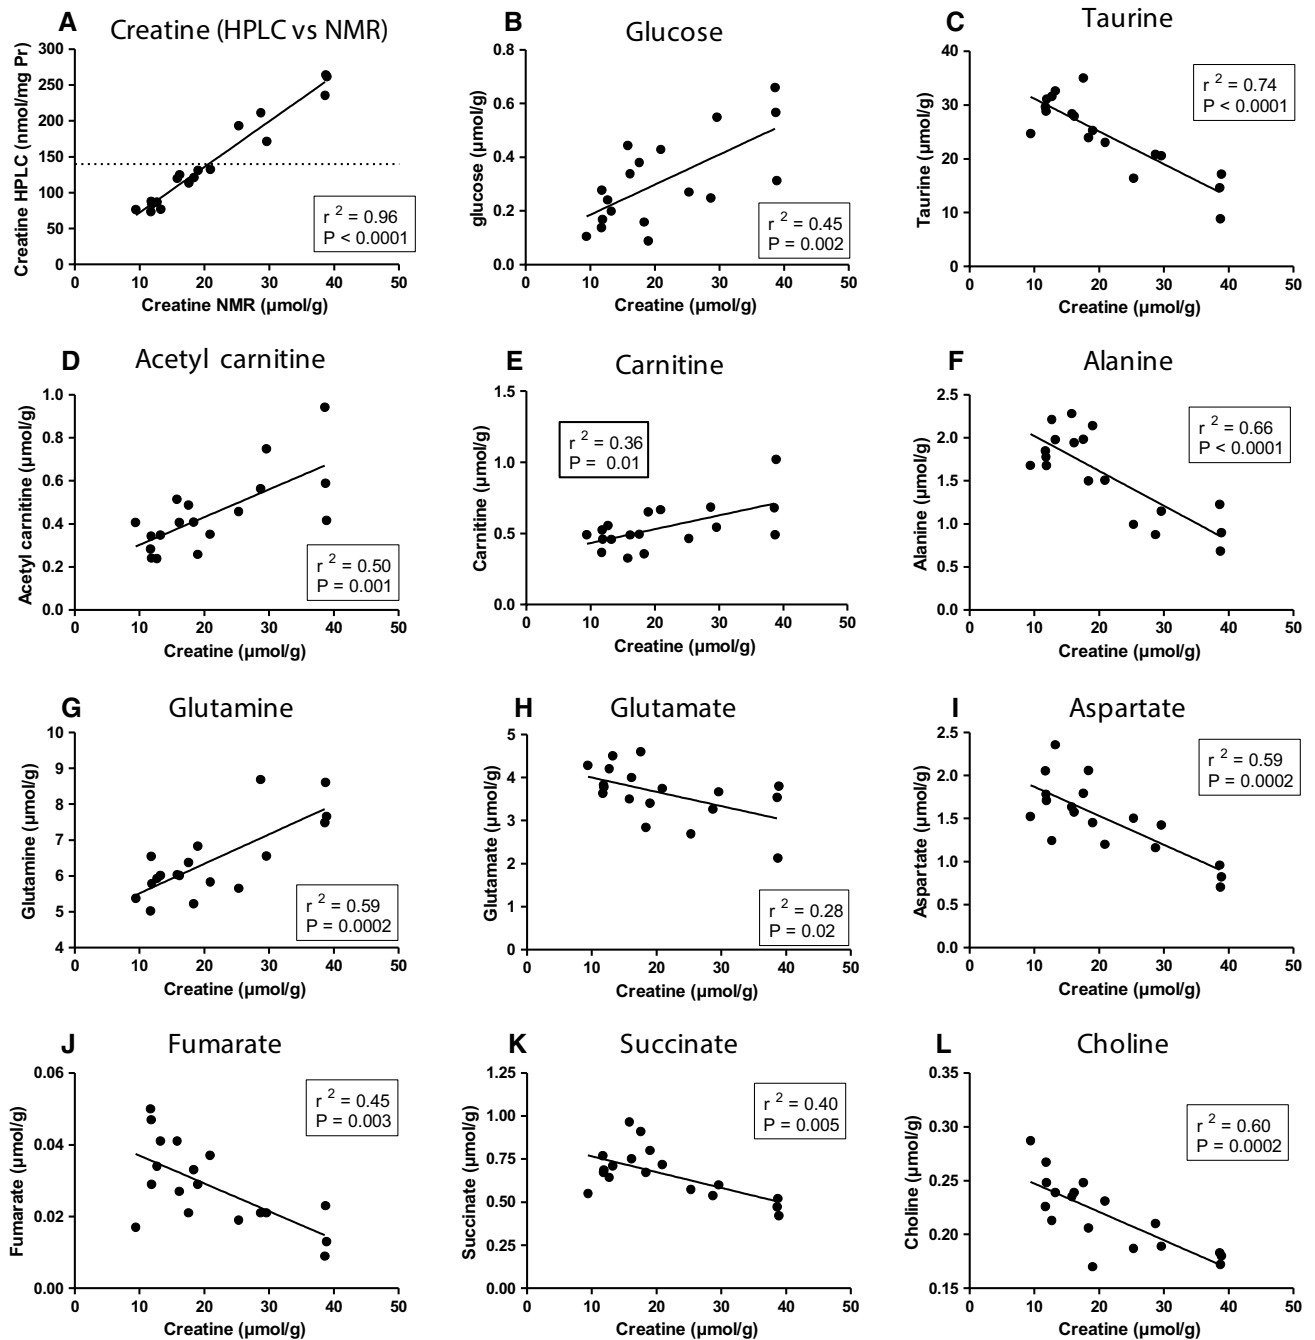 A
Creatine (HPLC vs NMR)
Creatine HPLC (nmol/mg Pr)
300
250
200
150
100
50
0
r 2 = 0.96
P < 0.0001
0 10 20 30 40 50
Creatine NMR (µmol/g)
B
Glucose
glucose (µmol/g)
0.8
0.6
0.4
0.2
0.0
r 2 = 0.45
P = 0.002
0 10 20 30 40 50
Creatine (µmol/g)
C
Taurine
Taurine (µmol/g)
40
30
20
10
0
r 2 = 0.74
P < 0.0001
0 10 20 30 40 50
Creatine (µmol/g)
D
Acetyl carnitine
Acetyl carnitine (µmol/g)
1.0
0.8
0.6
0.4
0.2
0.0
r 2 = 0.50
P = 0.001
0 10 20 30 40 50
Creatine (µmol/g)
E
Carnitine
Carnitine (µmol/g)
1.5
1.0
0.5
0.0
r 2 = 0.36
P = 0.01
0 10 20 30 40 50
Creatine (µmol/g)
F
Alanine
Alanine (µmol/g)
2.5
2.0
1.5
1.0
0.5
0.0
r 2 = 0.66
P < 0.0001
0 10 20 30 40 50
Creatine (µmol/g)
G
Glutamine
Glutamine (µmol/g)
10
9
8
7
6
5
4
r 2 = 0.59
P = 0.0002
0 10 20 30 40 50
Creatine (µmol/g)
H
Glutamate
Glutamate (µmol/g)
5
4
3
2
1
0
r 2 = 0.28
P = 0.02
0 10 20 30 40 50
Creatine (µmol/g)
I
Aspartate
Aspartate (µmol/g)
2.5
2.0
1.5
1.0
0.5
0.0
r 2 = 0.59
P = 0.0002
0 10 20 30 40 50
Creatine (µmol/g)
J
Fumarate
Fumarate (µmol/g)
0.06
0.04
0.02
0.00
r 2 = 0.45
P = 0.003
0 10 20 30 40 50
Creatine (µmol/g)
K
Succinate
Succinate (µmol/g)
1.25
1.00
0.75
0.50
0.25
0.00
r 2 = 0.40
P = 0.005
0 10 20 30 40 50
Creatine (µmol/g)
L
Choline
Choline (µmol/g)
0.35
0.30
0.25
0.20
0.15
r 2 = 0.60
P = 0.0002
0 10 20 30 40 50
Creatine (µmol/g)